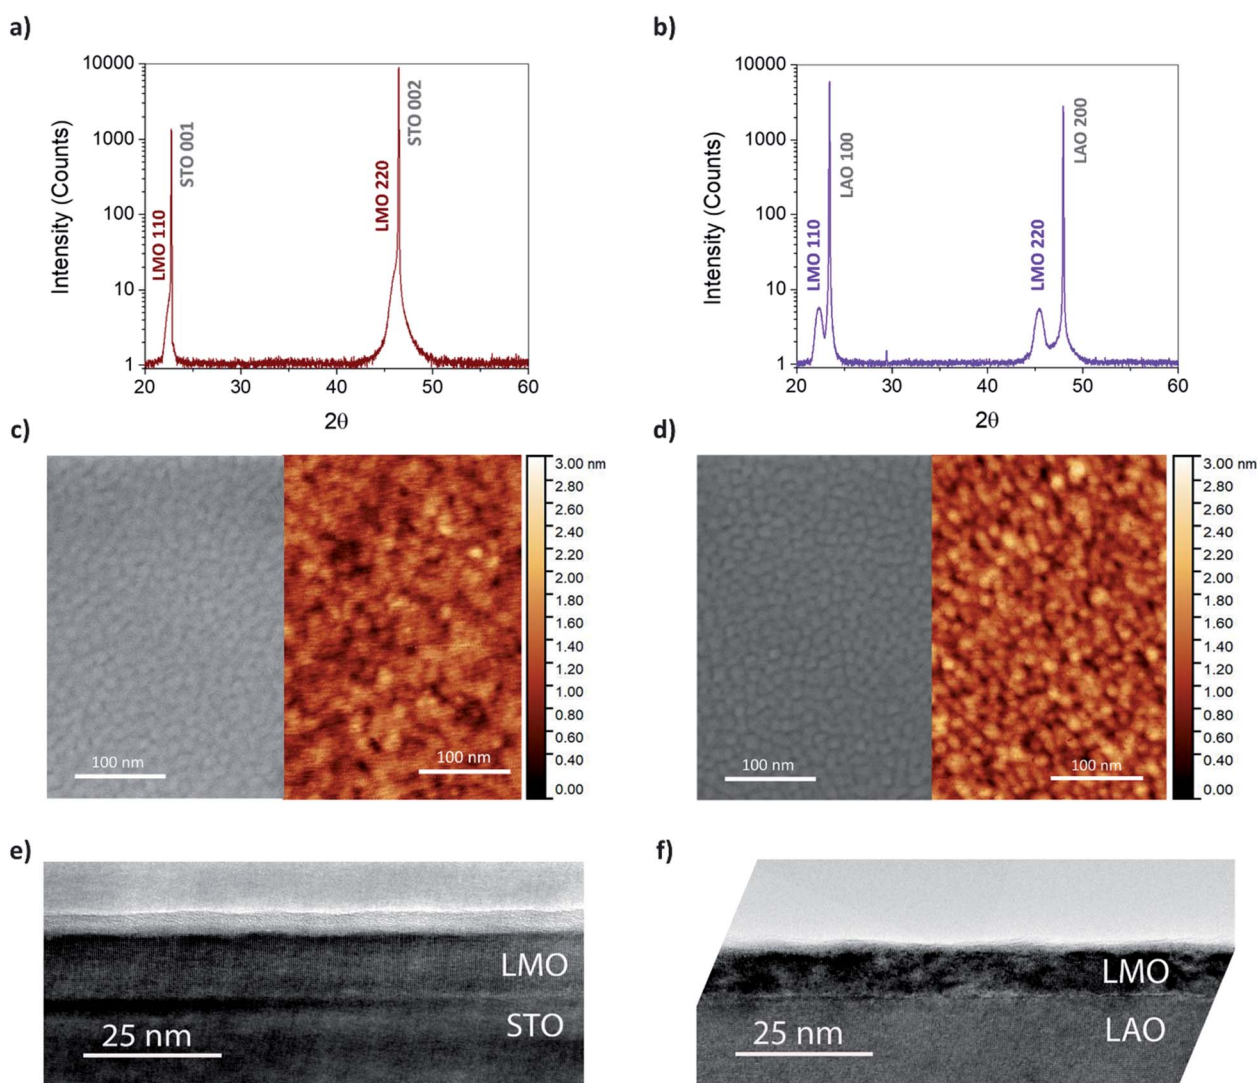 a)
10000
1000
100
10
1
Intensity (Counts)
LMO 110
STO 001
LMO 220
STO 002
20 30 40 50 60
2θ
b)
10000
1000
100
10
1
Intensity (Counts)
LMO 110
LAO 100
LMO 220
LAO 200
20 30 40 50 60
2θ
c)
100 nm
100 nm
3.00 nm
2.80
2.60
2.40
2.20
2.00
1.80
1.60
1.40
1.20
1.00
0.80
0.60
0.40
0.00
d)
100 nm
100 nm
3.00 nm
2.80
2.60
2.40
2.20
2.00
1.80
1.60
1.40
1.20
1.00
0.80
0.60
0.40
0.00
e)
LMO
STO
25 nm
f)
LMO
LAO
25 nm